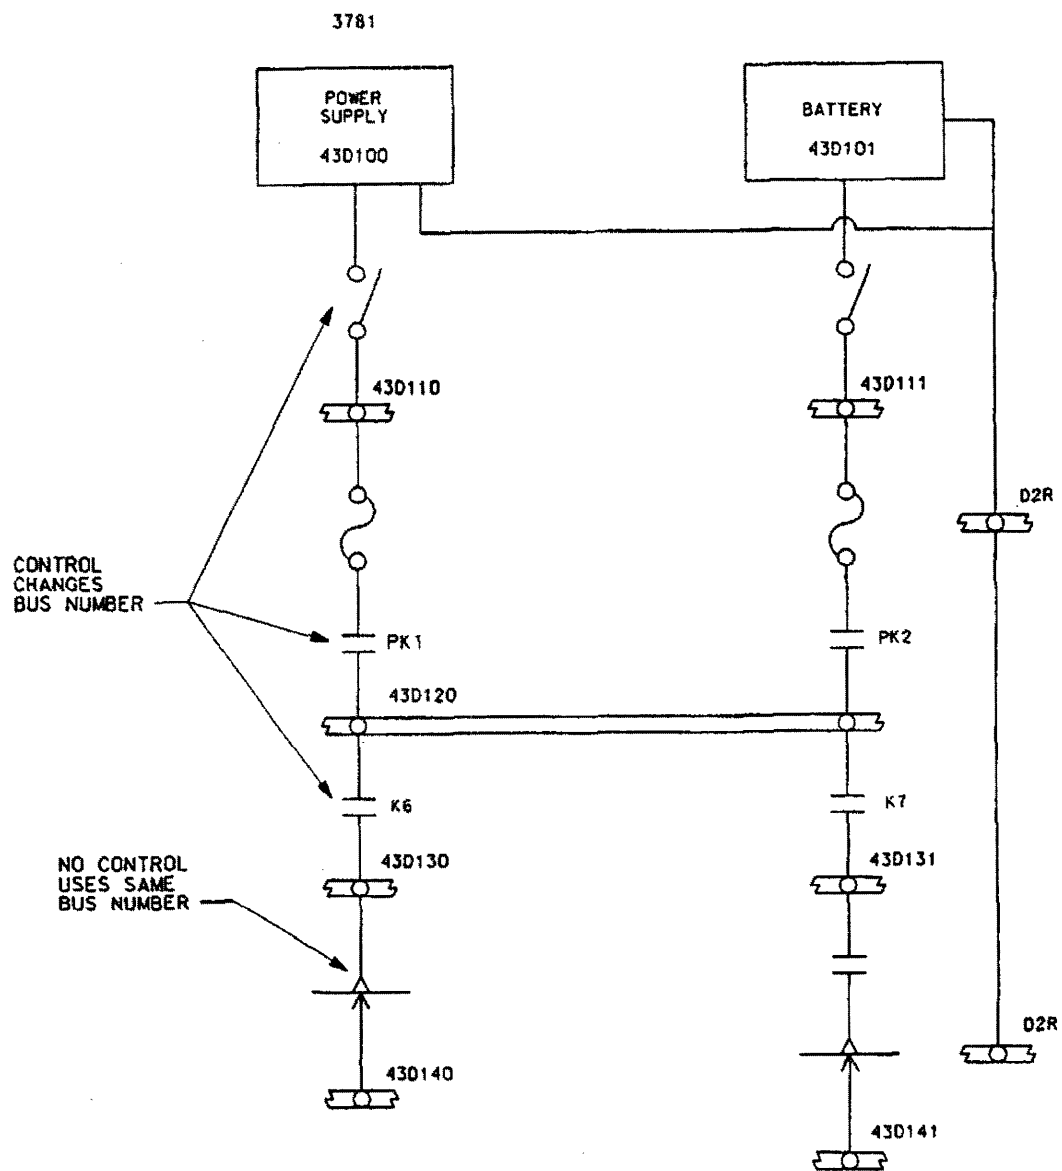 3781
POWER
SUPPLY
43D100
BATTERY
43D101
43D110
43D111
D2R
CONTROL
CHANGES
BUS NUMBER
PK1
PK2
43D120
K6
K7
NO CONTROL
USES SAME
BUS NUMBER
43D130
43D131
D2R
43D140
43D141